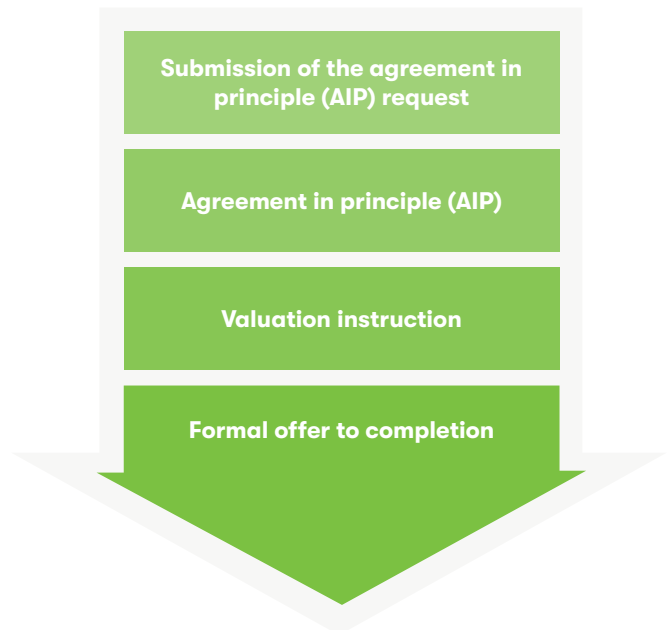 Submission of the agreement in
principle (AIP) request
Agreement in principle (AIP)
Valuation instruction
Formal offer to completion